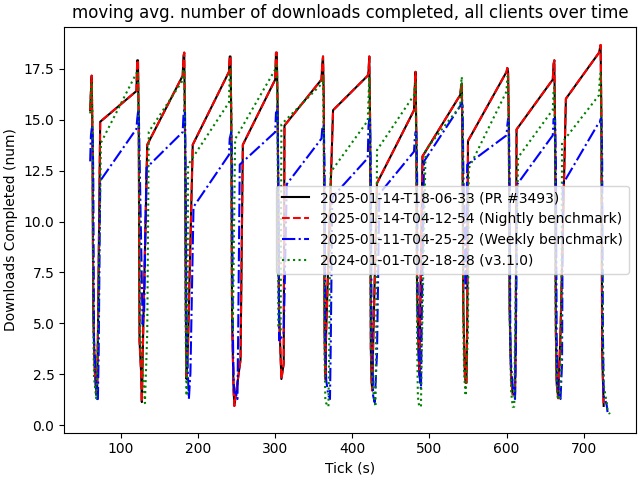 moving avg. number of downloads completed, all clients over time
Downloads Completed (num)
17.5
15.0
12.5
10.0
7.5
5.0
2.5
0.0
2025-01-14-T18-06-33 (PR #3493)
2025-01-14-T04-12-54 (Nightly benchmark)
2025-01-11-T04-25-22 (Weekly benchmark)
2024-01-01-T02-18-28 (v3.1.0)
100 200 300 400 500 600 700
Tick (s)